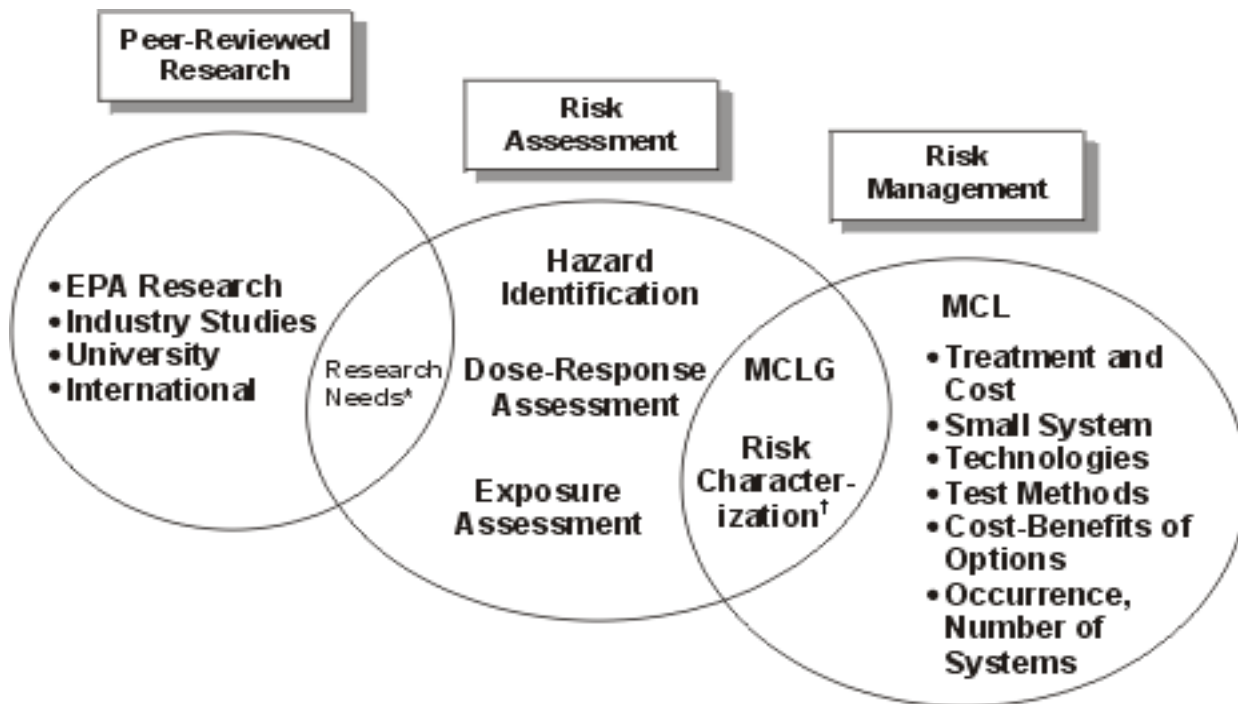 Peer-Reviewed
Research
Risk
Assessment
Risk
Management
• EPA Research
• Industry Studies
• University
• International
Research
Needs*
Hazard
Identification
Dose-Response
Assessment
Exposure
Assessment
MCLG
Risk
Character-
ization†
MCL
• Treatment and
Cost
• Small System
• Technologies
• Test Methods
• Cost-Benefits of
Options
• Occurrence,
Number of
Systems